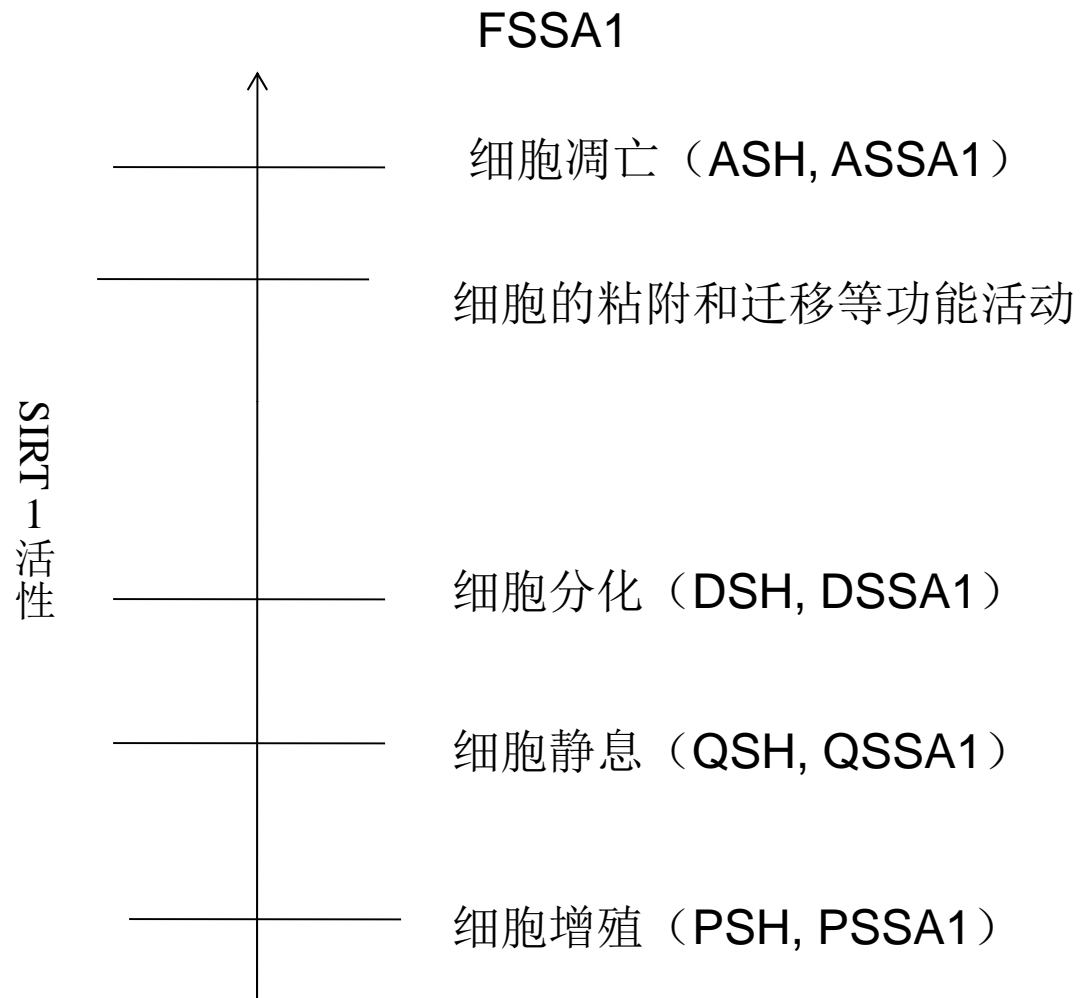 FSSA1
细胞凋亡（ASH, ASSA1）
细胞的粘附和迁移等功能活动
SIRT-1活性
细胞分化（DSH, DSSA1）
细胞静息（QSH, QSSA1）
细胞增殖（PSH, PSSA1）